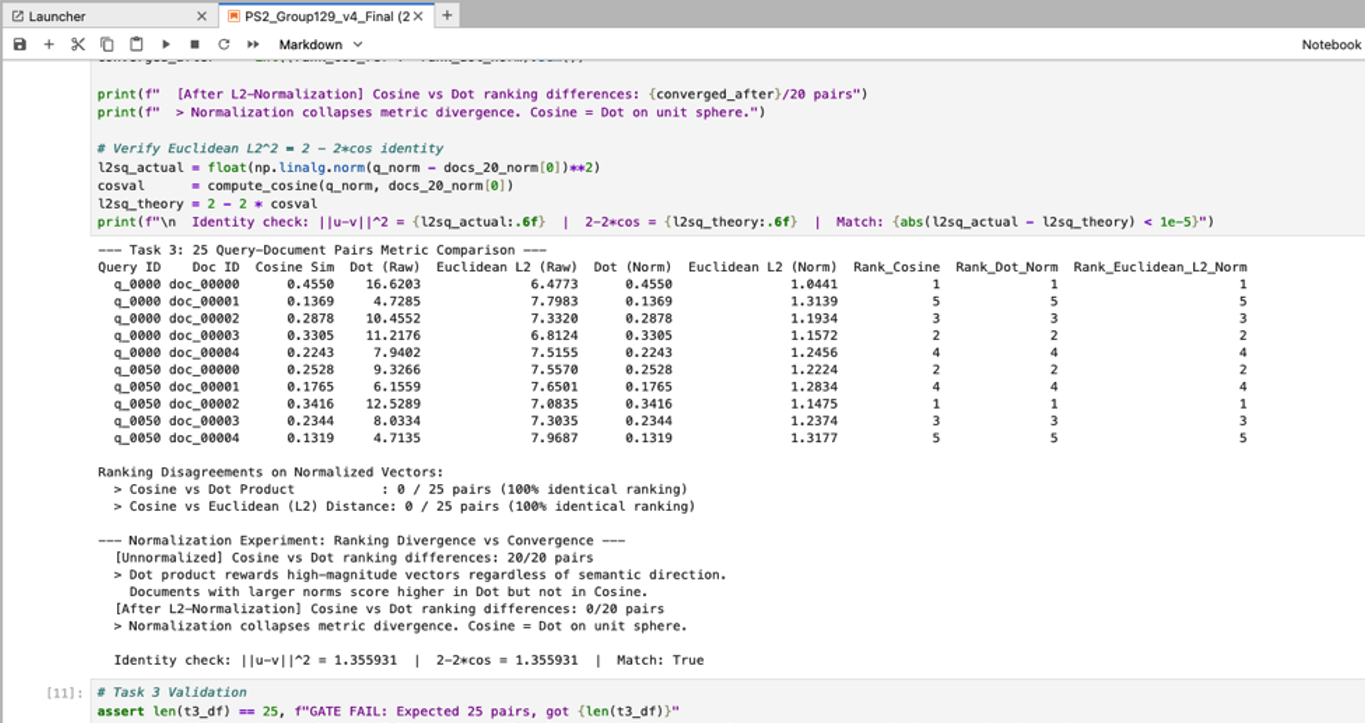 Launcher
PS2_Group129_v4_Final (2
Markdown
Notebook
print(f"  [After L2-Normalization] Cosine vs Dot ranking differences: {converged_after}/20 pairs")
print(f"  > Normalization collapses metric divergence. Cosine = Dot on unit sphere.")
# Verify Euclidean L2^2 = 2 - 2*cos identity
l2sq_actual = float(np.linalg.norm(q_norm - docs_20_norm[0])**2)
cosval      = compute_cosine(q_norm, docs_20_norm[0])
l2sq_theory = 2 - 2 * cosval
print(f"\n  Identity check: ||u-v||^2 = {l2sq_actual:.6f}  |  2-2*cos = {l2sq_theory:.6f}  |  Match: {abs(l2sq_actual - l2sq_theory) < 1e-5}")
--- Task 3: 25 Query-Document Pairs Metric Comparison ---
Query ID    Doc ID  Cosine Sim  Dot (Raw)  Euclidean L2 (Raw)  Dot (Norm)  Euclidean L2 (Norm)  Rank_Cosine  Rank_Dot_Norm  Rank_Euclidean_L2_Norm
q_0000 doc_00000 0.4550 16.6203 6.4773 0.4550 1.0441 1 1 1
q_0000 doc_00001 0.1369 4.7285 7.7983 0.1369 1.3139 5 5 5
q_0000 doc_00002 0.2878 10.4552 7.3320 0.2878 1.1934 3 3 3
q_0000 doc_00003 0.3305 11.2176 6.8124 0.3305 1.1572 2 2 2
q_0000 doc_00004 0.2243 7.9402 7.5155 0.2243 1.2456 4 4 4
q_0050 doc_00000 0.2528 9.3266 7.5570 0.2528 1.2224 2 2 2
q_0050 doc_00001 0.1765 6.1559 7.6501 0.1765 1.2834 4 4 4
q_0050 doc_00002 0.3416 12.5289 7.0835 0.3416 1.1475 1 1 1
q_0050 doc_00003 0.2344 8.0334 7.3035 0.2344 1.2374 3 3 3
q_0050 doc_00004 0.1319 4.7135 7.9687 0.1319 1.3177 5 5 5
Ranking Disagreements on Normalized Vectors:
> Cosine vs Dot Product           : 0 / 25 pairs (100% identical ranking)
> Cosine vs Euclidean (L2) Distance: 0 / 25 pairs (100% identical ranking)
--- Normalization Experiment: Ranking Divergence vs Convergence ---
[Unnormalized] Cosine vs Dot ranking differences: 20/20 pairs
> Dot product rewards high-magnitude vectors regardless of semantic direction.
Documents with larger norms score higher in Dot but not in Cosine.
[After L2-Normalization] Cosine vs Dot ranking differences: 0/20 pairs
> Normalization collapses metric divergence. Cosine = Dot on unit sphere.
Identity check: ||u-v||^2 = 1.355931  |  2-2*cos = 1.355931  |  Match: True
[11]: # Task 3 Validation
assert len(t3_df) == 25, f"GATE FAIL: Expected 25 pairs, got {len(t3_df)}"